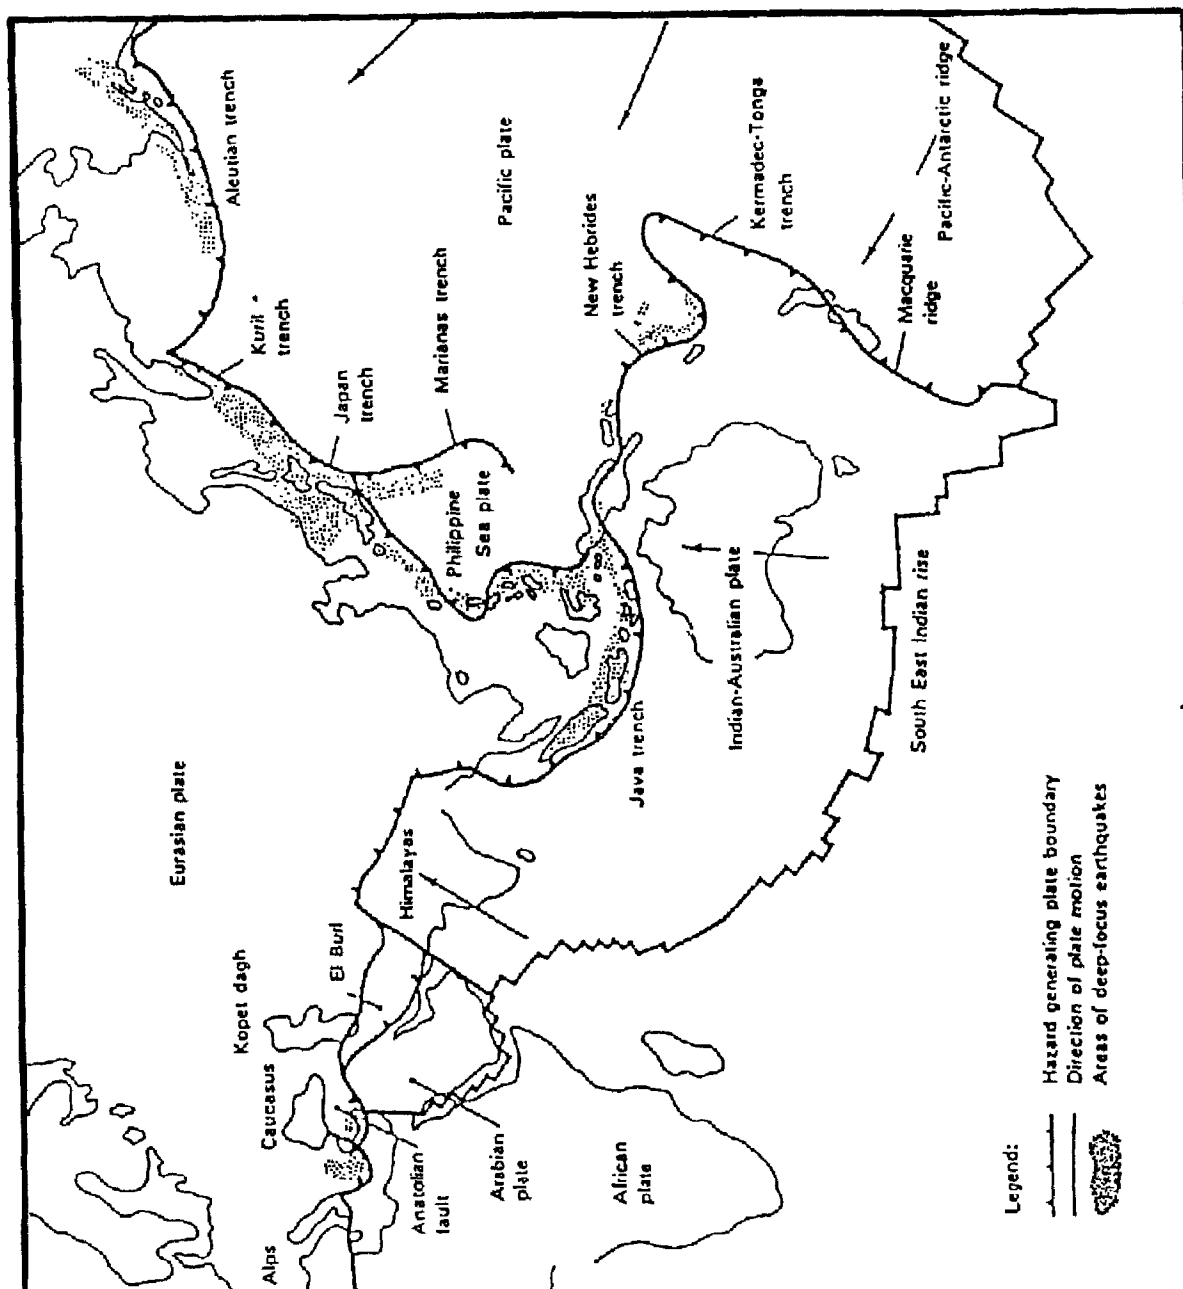 Aleutian trench
Kuril
trench
Japan
trench
Marianas trench
Pacific plate
New Hebrides
trench
Kermadec-Tonga
trench
Pacific-Antarctic ridge
Macquarie
ridge
Philippine
Sea plate
Eurasian plate
Indian-Australian plate
Java trench
South East Indian rise
Himalayas
Kopet dagh
Caucasus
Alps
Anatolian
fault
Arabian
plate
African
plate
Legend:
Hazard generating plate boundary
Direction of plate motion
Areas of deep-focus earthquakes